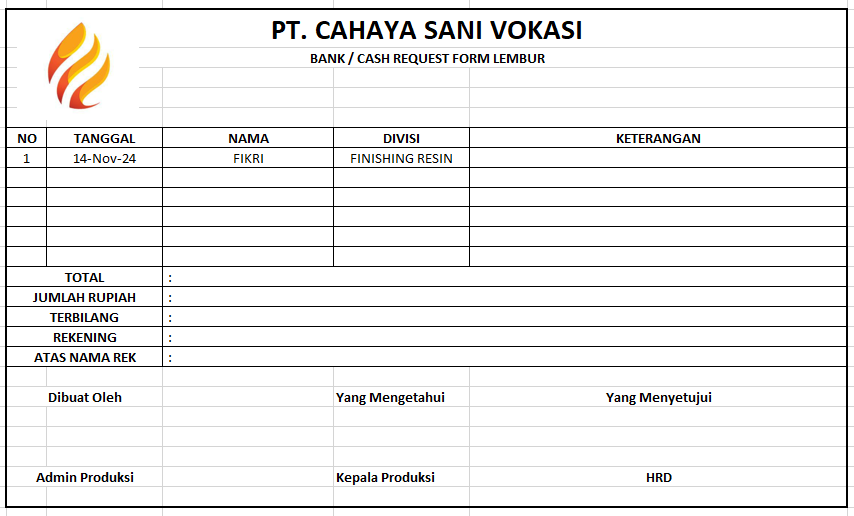 PT. CAHAYA SANI VOKASI
BANK / CASH REQUEST FORM LEMBUR
NO TANGGAL NAMA DIVISI KETERANGAN
1 14-Nov-24 FIKRI FINISHING RESIN
TOTAL :
JUMLAH RUPIAH :
TERBILANG :
REKENING :
ATAS NAMA REK :
Dibuat Oleh Yang Mengetahui Yang Menyetujui
Admin Produksi Kepala Produksi HRD